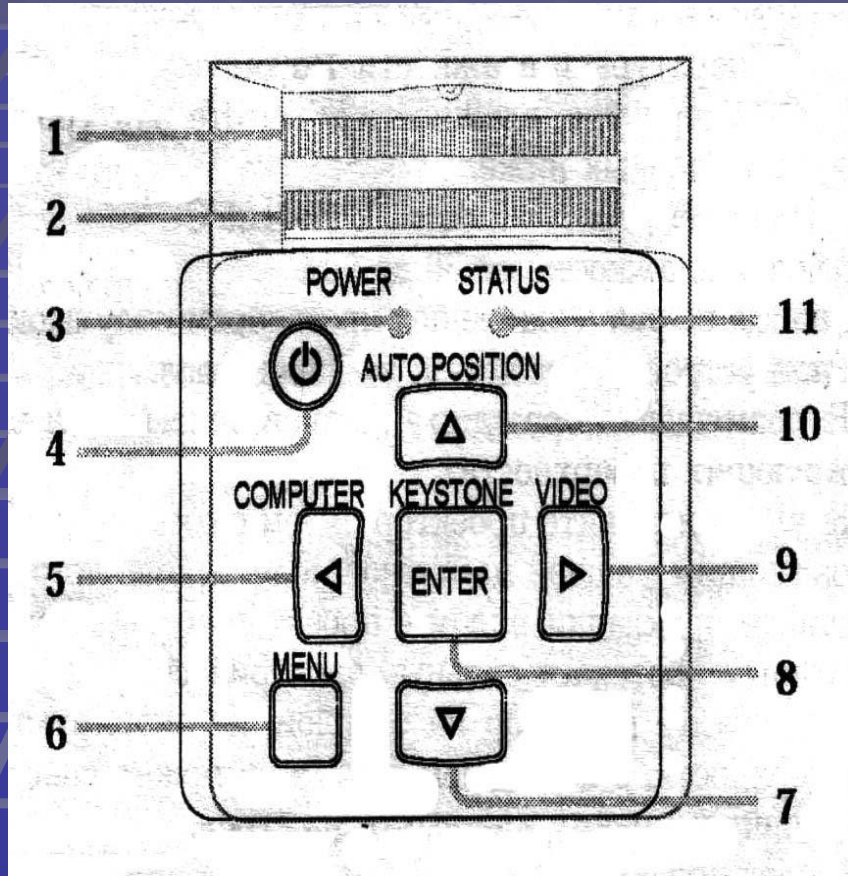 1
2
POWER STATUS
3 11
AUTO POSITION
4 10
COMPUTER KEYSTONE VIDEO
5 ENTER 9
MENU
8
6
7